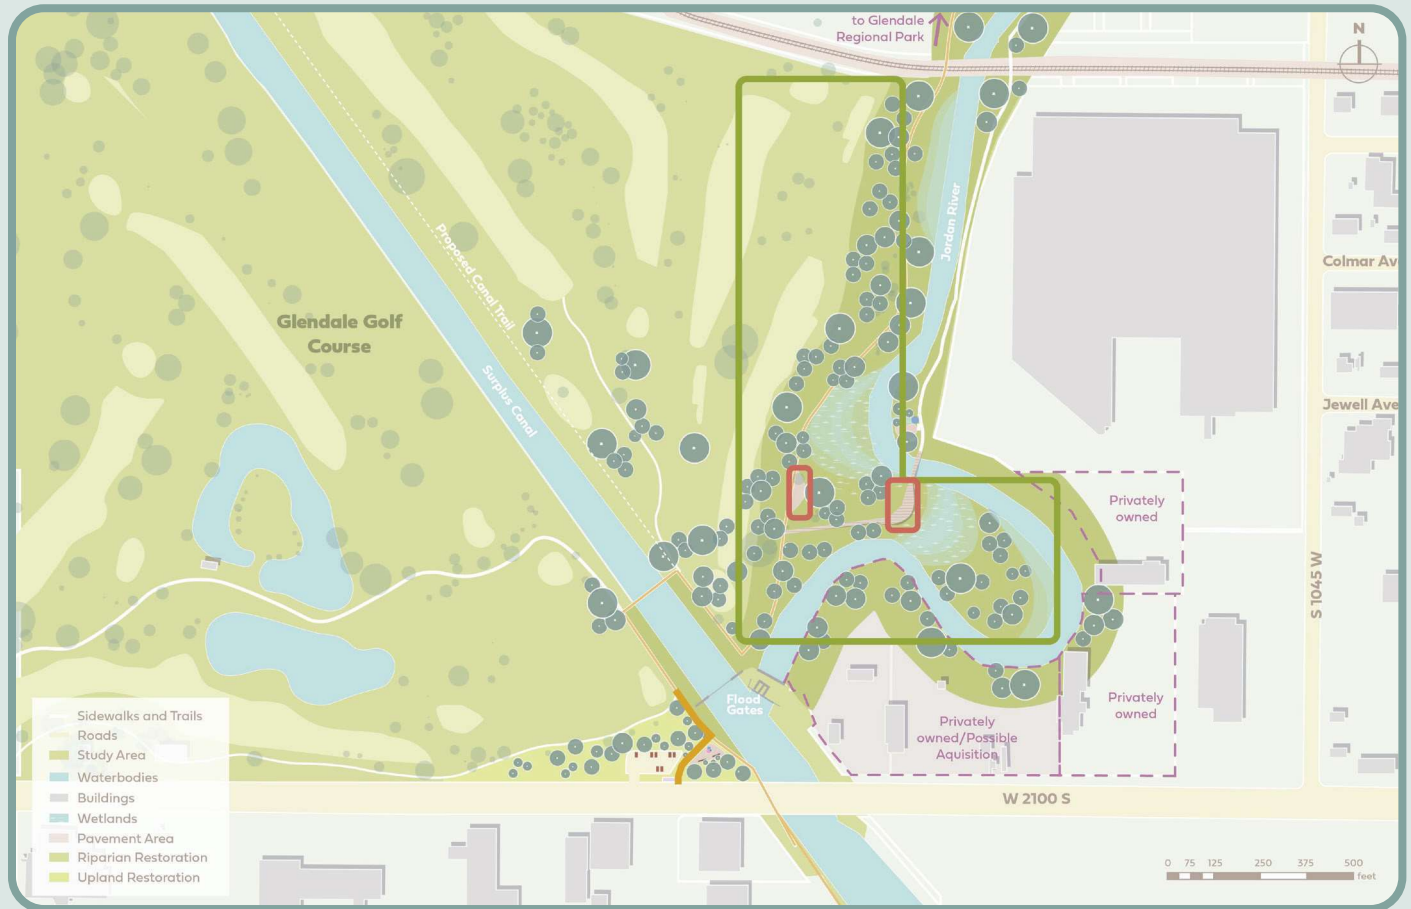 to Glendale
Regional Park
N
Jordan River
Proposed Canal Trail
Colmar Av
Glendale Golf
Course
Surplus Canal
Jewell Ave
Privately
owned
S 1045 W
Flood
Gates
Privately
owned
Privately
owned/Possible
Aquisition
Sidewalks and Trails
Roads
Study Area
Waterbodies
Buildings
Wetlands
Pavement Area
Riparian Restoration
Upland Restoration
W 2100 S
0 75 125 250 375 500
feet